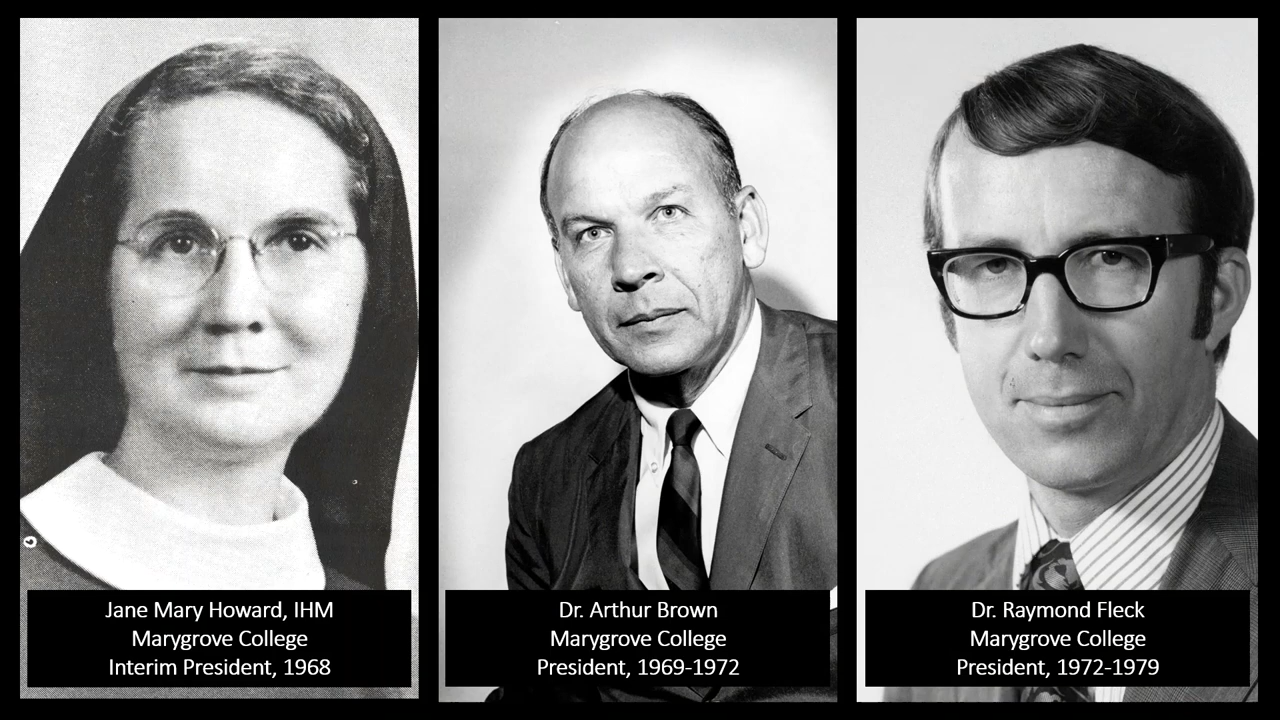 Jane Mary Howard, IHM
Marygrove College
Interim President, 1968
Dr. Arthur Brown
Marygrove College
President, 1969-1972
Dr. Raymond Fleck
Marygrove College
President, 1972-1979